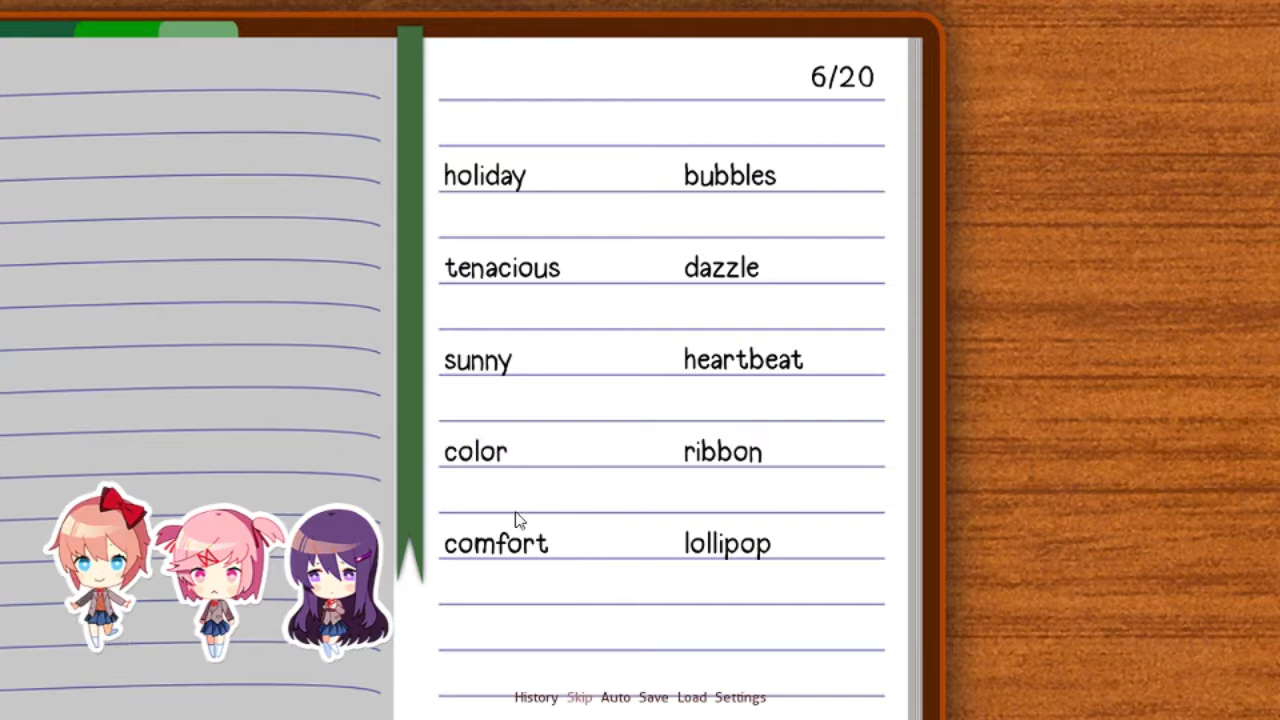 6/20
holiday bubbles
tenacious dazzle
sunny heartbeat
color ribbon
comfort lollipop
History Skip Auto Save Load Settings